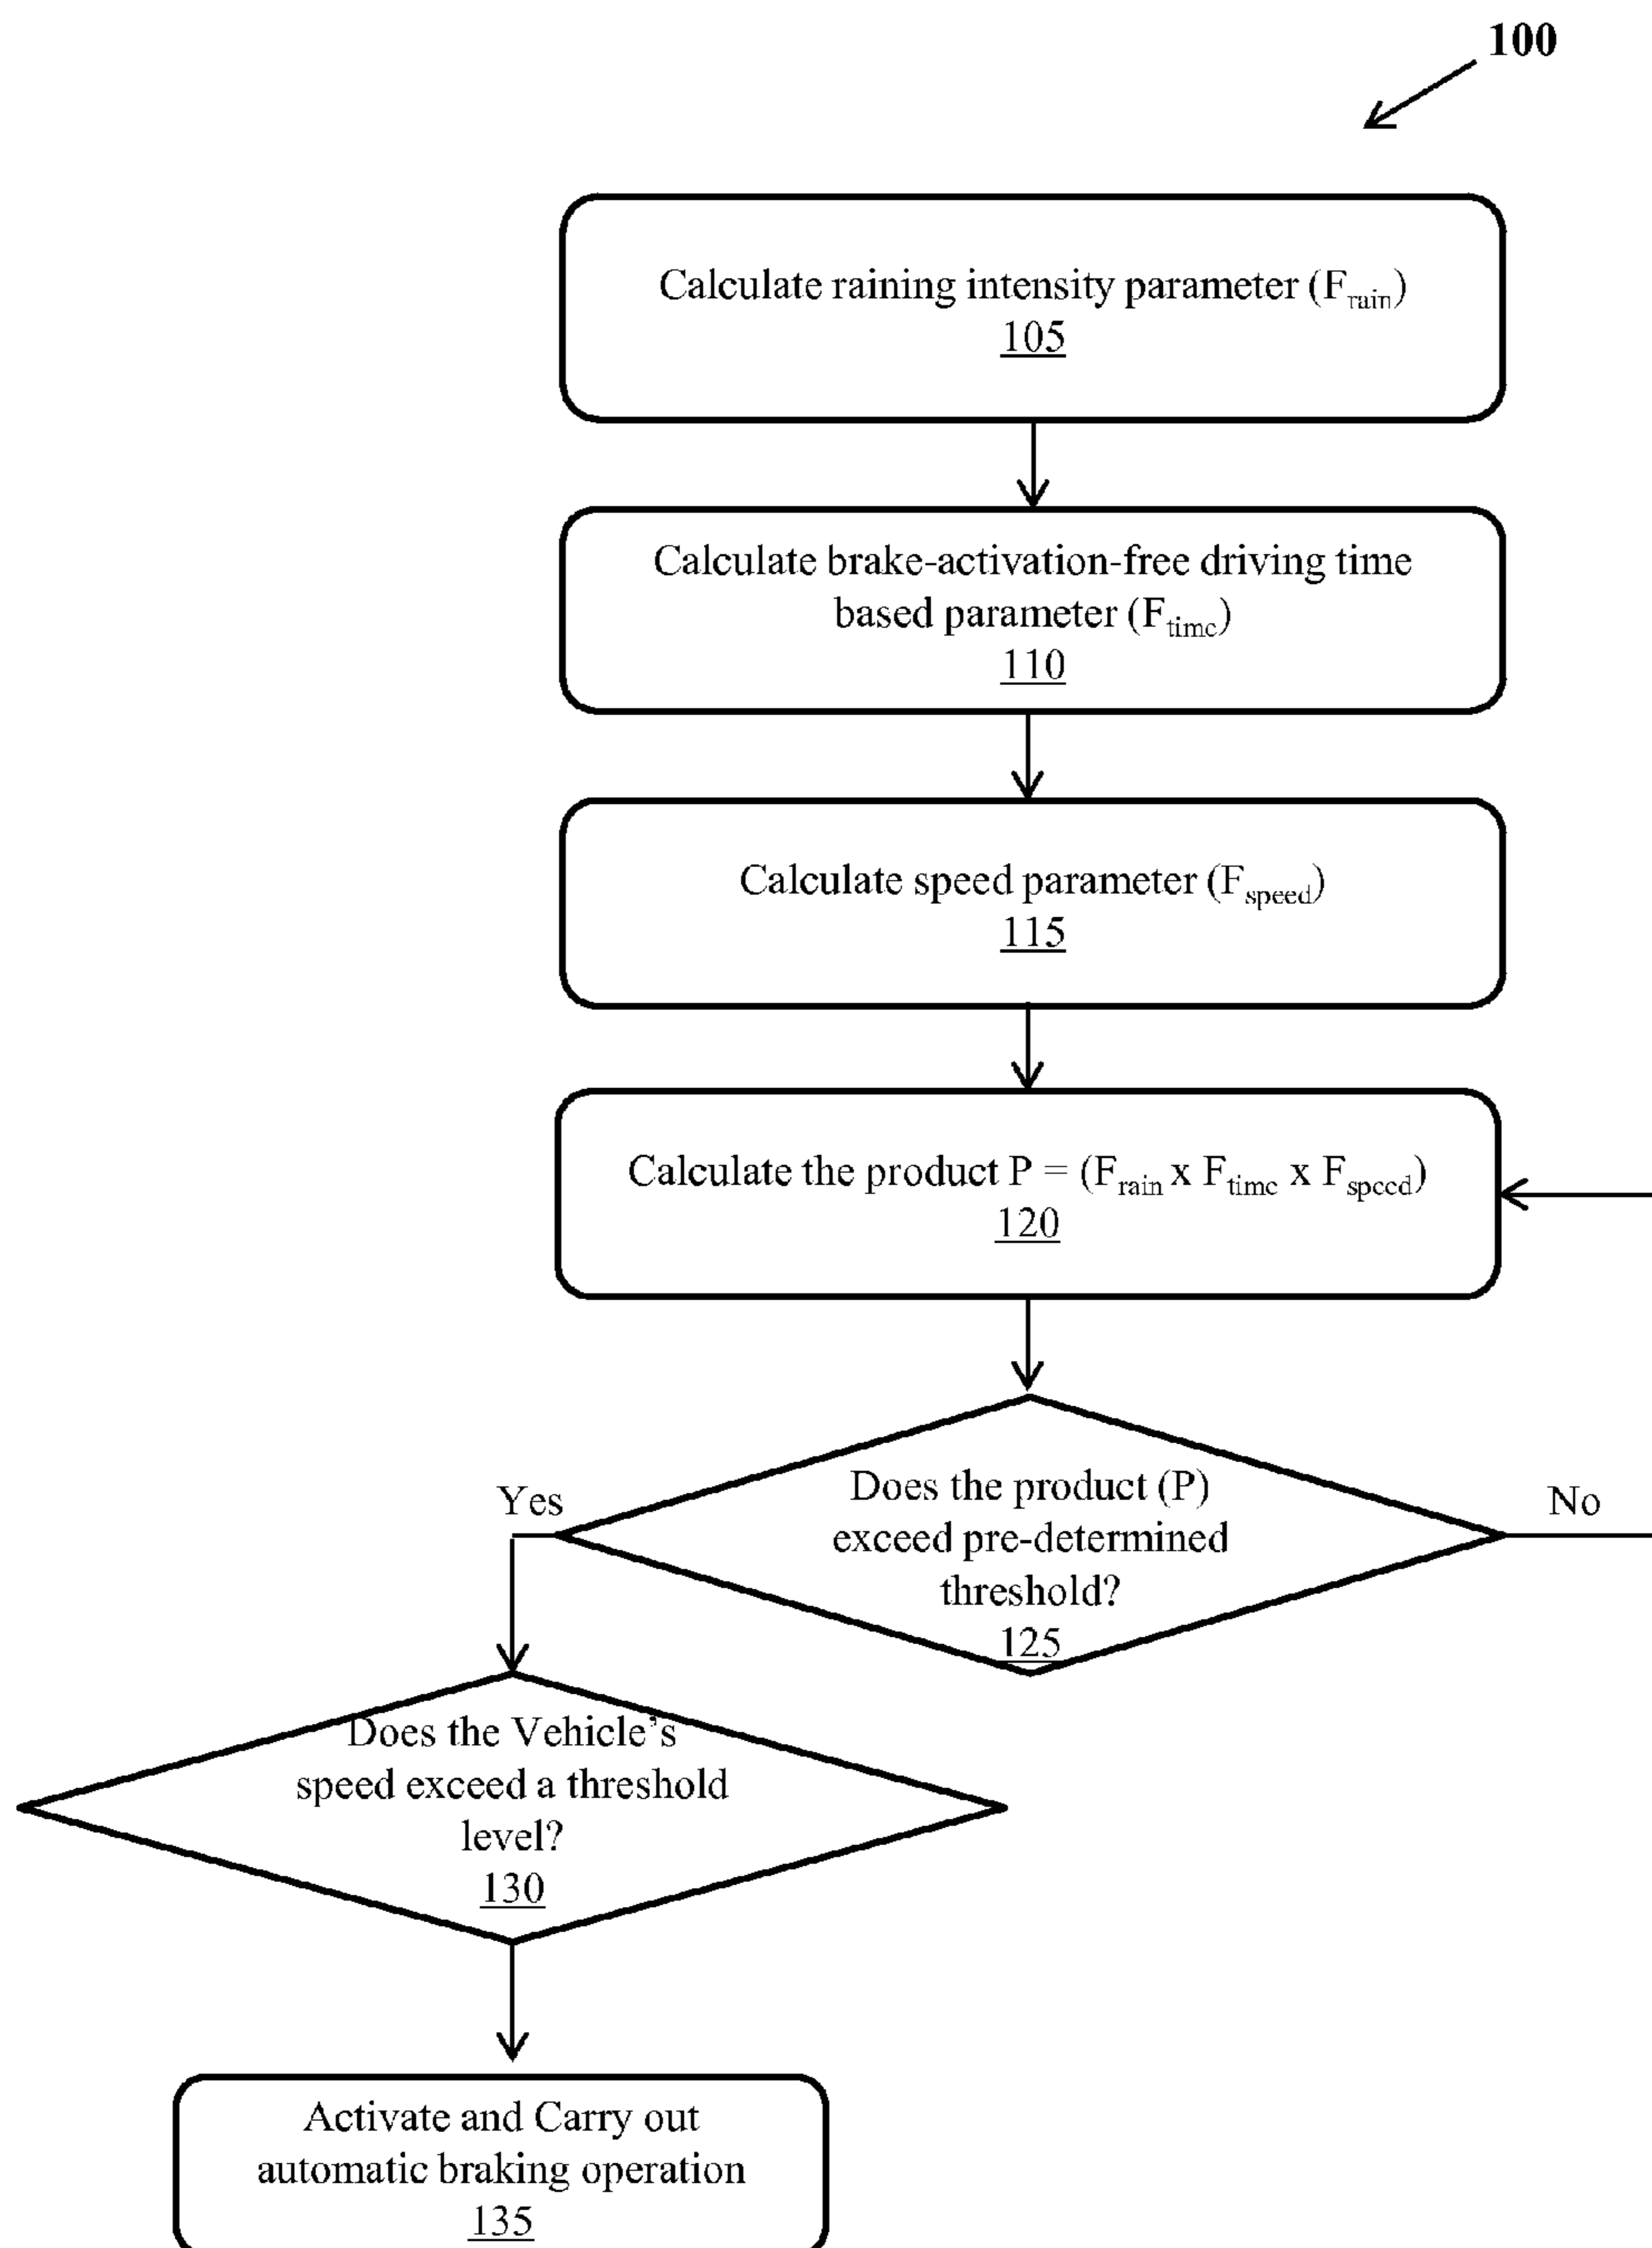 100
Calculate raining intensity parameter (Frain)
105
Calculate brake-activation-free driving time
based parameter (Ftime)
110
Calculate speed parameter (Fspeed)
115
Calculate the product P = (Frain x Ftime x Fspeed)
120
Does the product (P)
exceed pre-determined
threshold?
125
Yes
No
Does the Vehicle's
speed exceed a threshold
level?
130
Activate and Carry out
automatic braking operation
135